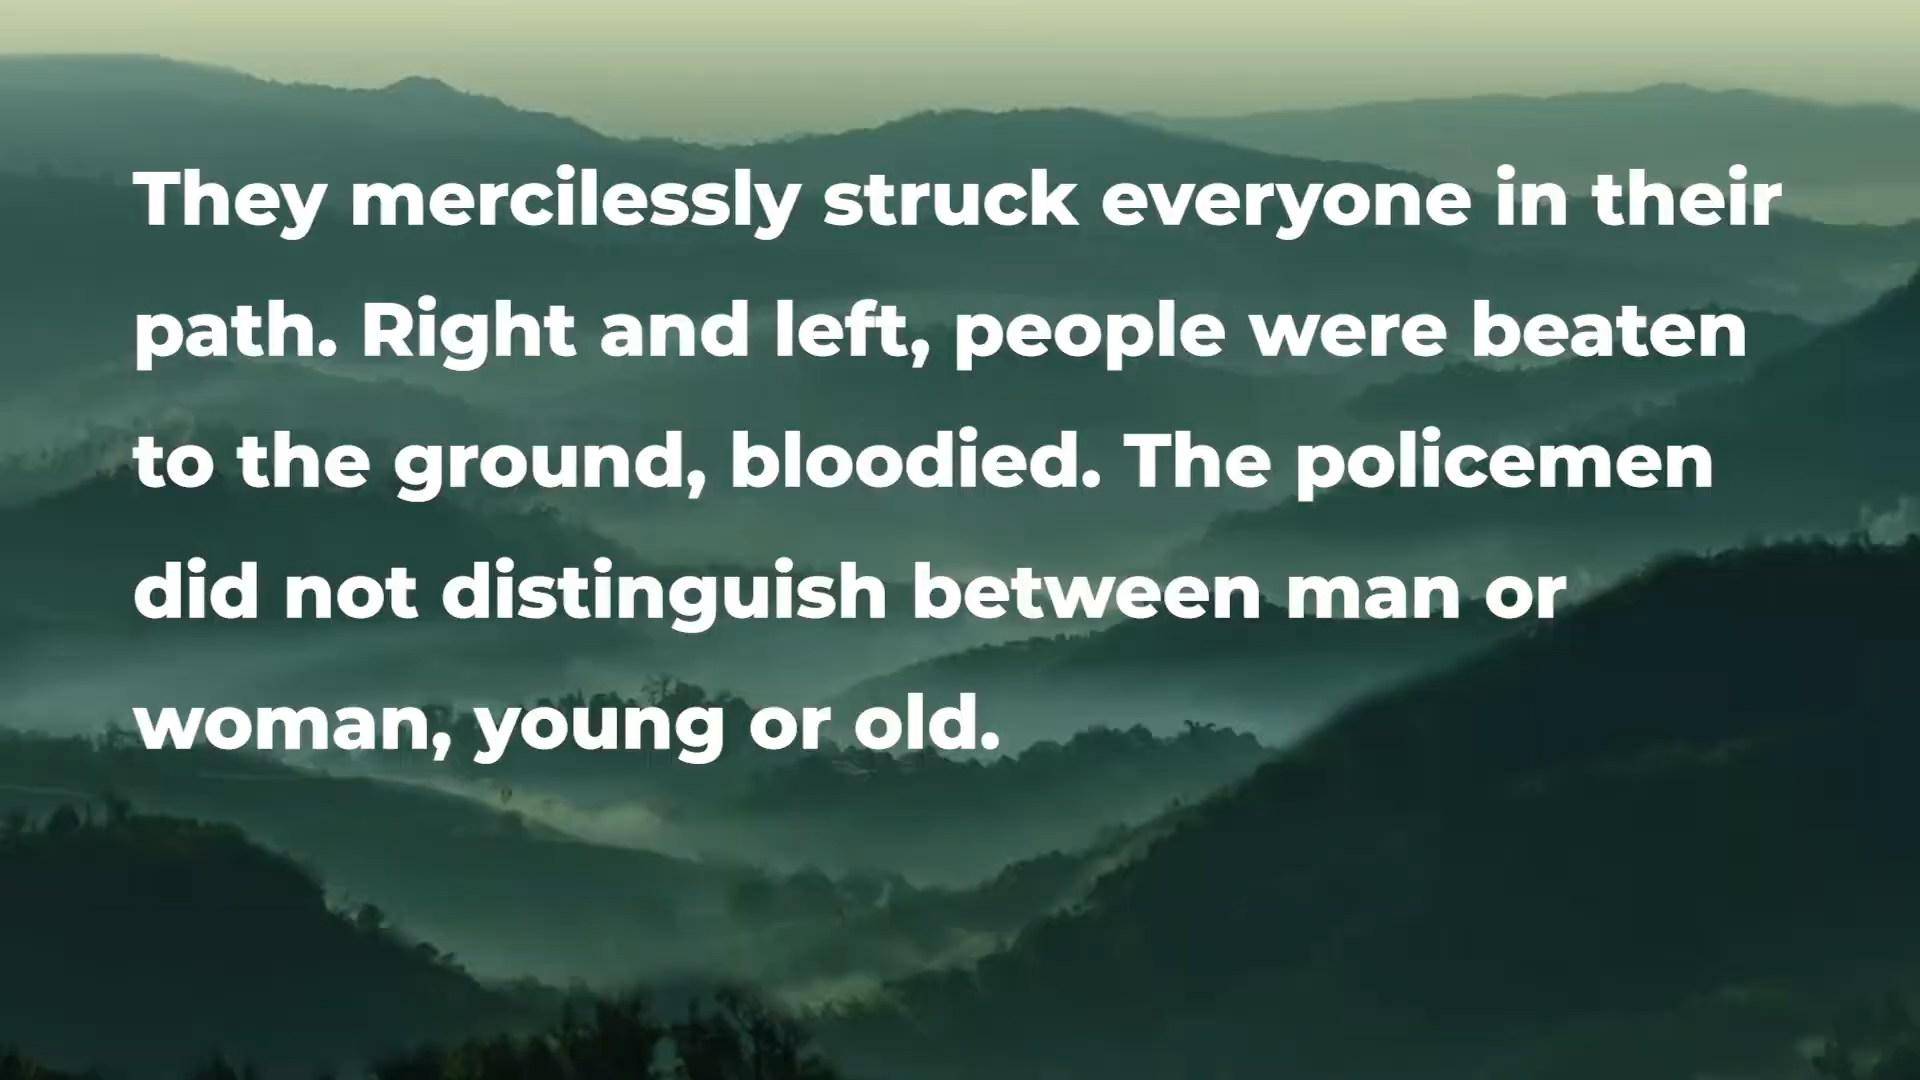 They mercilessly struck everyone in their
path. Right and left, people were beaten
to the ground, bloodied. The policemen
did not distinguish between man or
woman, young or old.